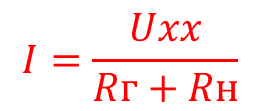 I = Uxx / (Rг + Rн)